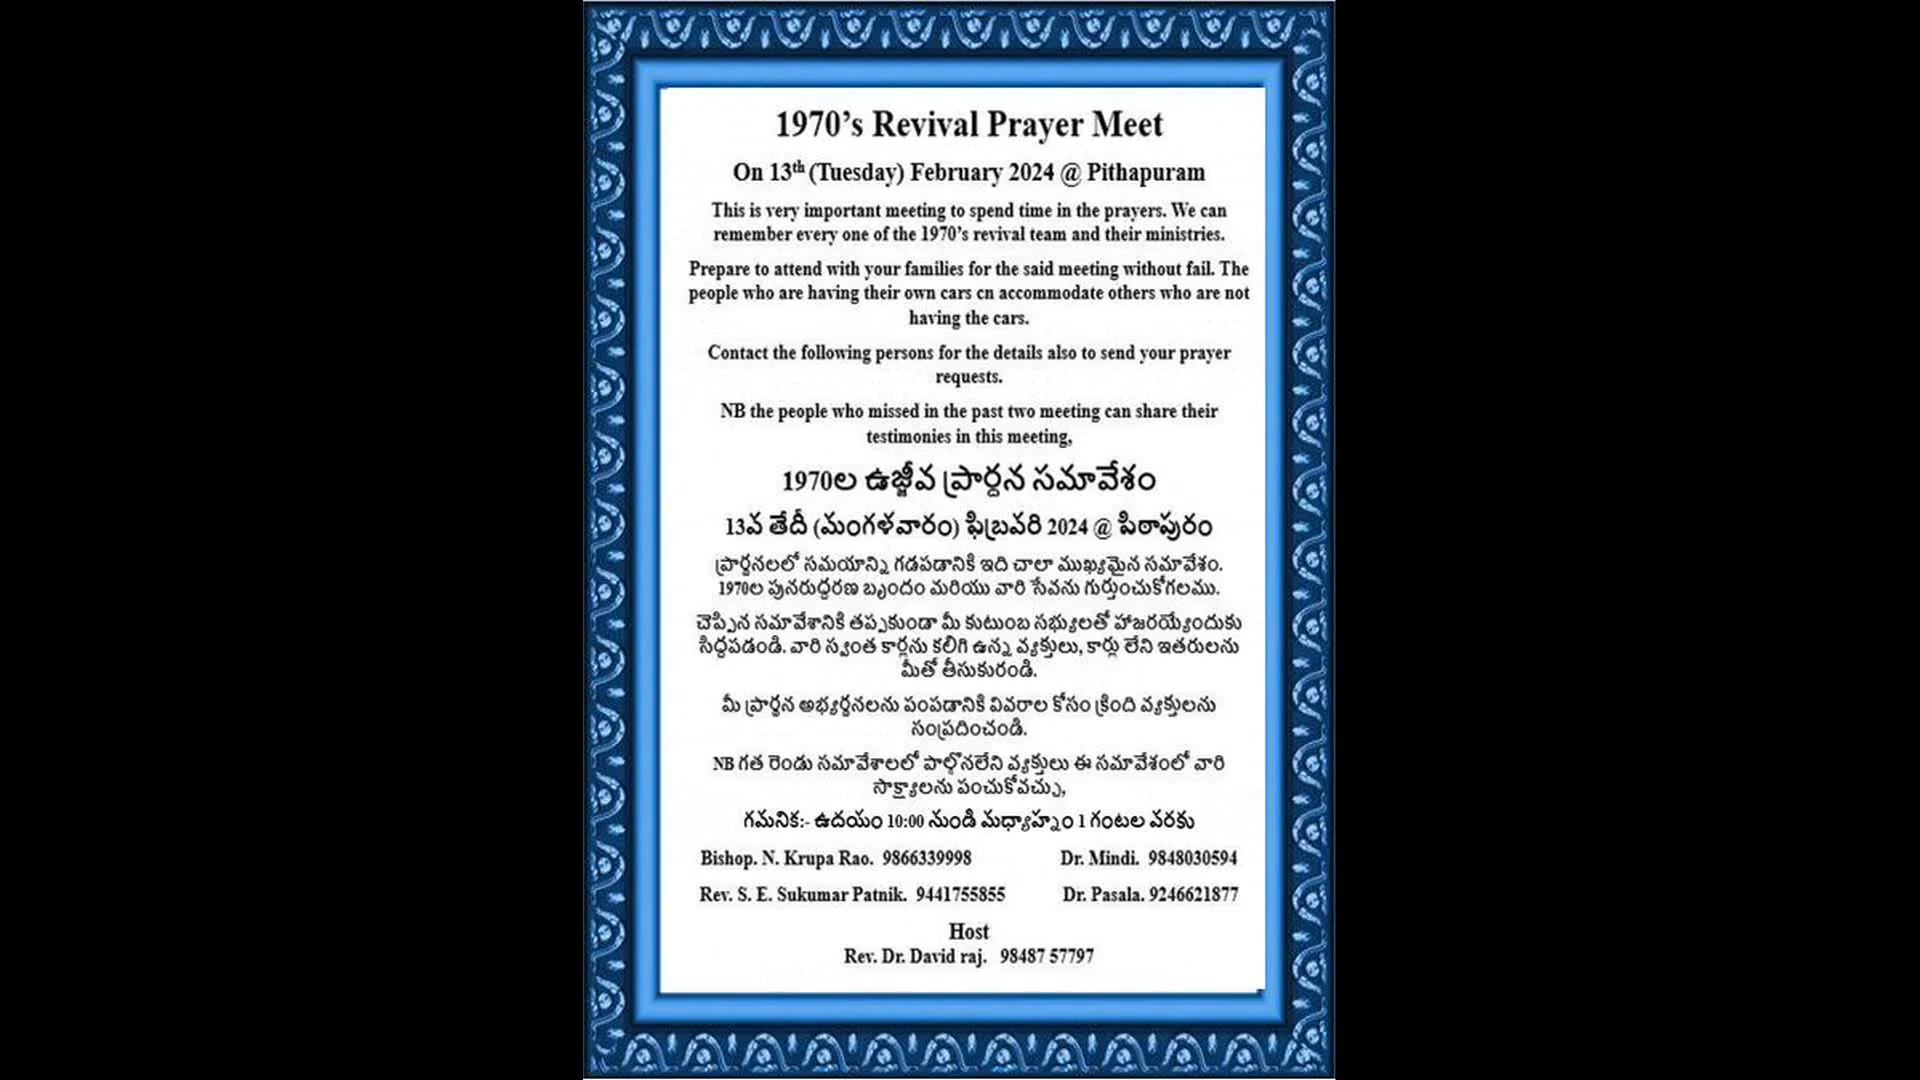 1970’s Revival Prayer Meet
On 13th (Tuesday) February 2024 @ Pithapuram
This is very important meeting to spend time in the prayers. We can
remember every one of the 1970’s revival team and their ministries.
Prepare to attend with your families for the said meeting without fail. The
people who are having their own cars cn accommodate others who are not
having the cars.
Contact the following persons for the details also to send your prayer
requests.
NB the people who missed in the past two meeting can share their
testimonies in this meeting,
1970ల ఉజ్జీవ ప్రార్దన సమావేశం
13వ తేదీ (మంగళవారం) ఫిబ్రవరి 2024 @ పిఠాపురం
ప్రార్థనలలో సమయాన్ని గడపడానికి ఇది చాలా ముఖ్యమైన సమావేశం.
1970ల పునరుద్ధరణ బృందం మరియు వారి సేవను గుర్తుంచుకోగలము.
చెప్పిన సమావేశానికి తప్పకుండా మీ కుటుంబ సభ్యులతో హాజరయ్యేందుకు
సిద్ధపడండి. వారి స్వంత కార్లను కలిగి ఉన్న వ్యక్తులు, కార్లు లేని ఇతరులను
మీతో తీసుకురండి.
మీ ప్రార్థన అభ్యర్థనలను పంపడానికి వివరాల కోసం క్రింది వ్యక్తులను
సంప్రదించండి.
NB గత రెండు సమావేశాలలో పాల్గొనలేని వ్యక్తులు ఈ సమావేశంలో వారి
సాక్ష్యాలను పంచుకోవచ్చు,
గమనిక:- ఉదయం 10:00 నుండి మధ్యాహ్నం 1 గంటల వరకు
Bishop. N. Krupa Rao. 9866339998 Dr. Mindi. 9848030594
Rev. S. E. Sukumar Patnik. 9441755855 Dr. Pasala. 9246621877
Host
Rev. Dr. David raj. 98487 57797